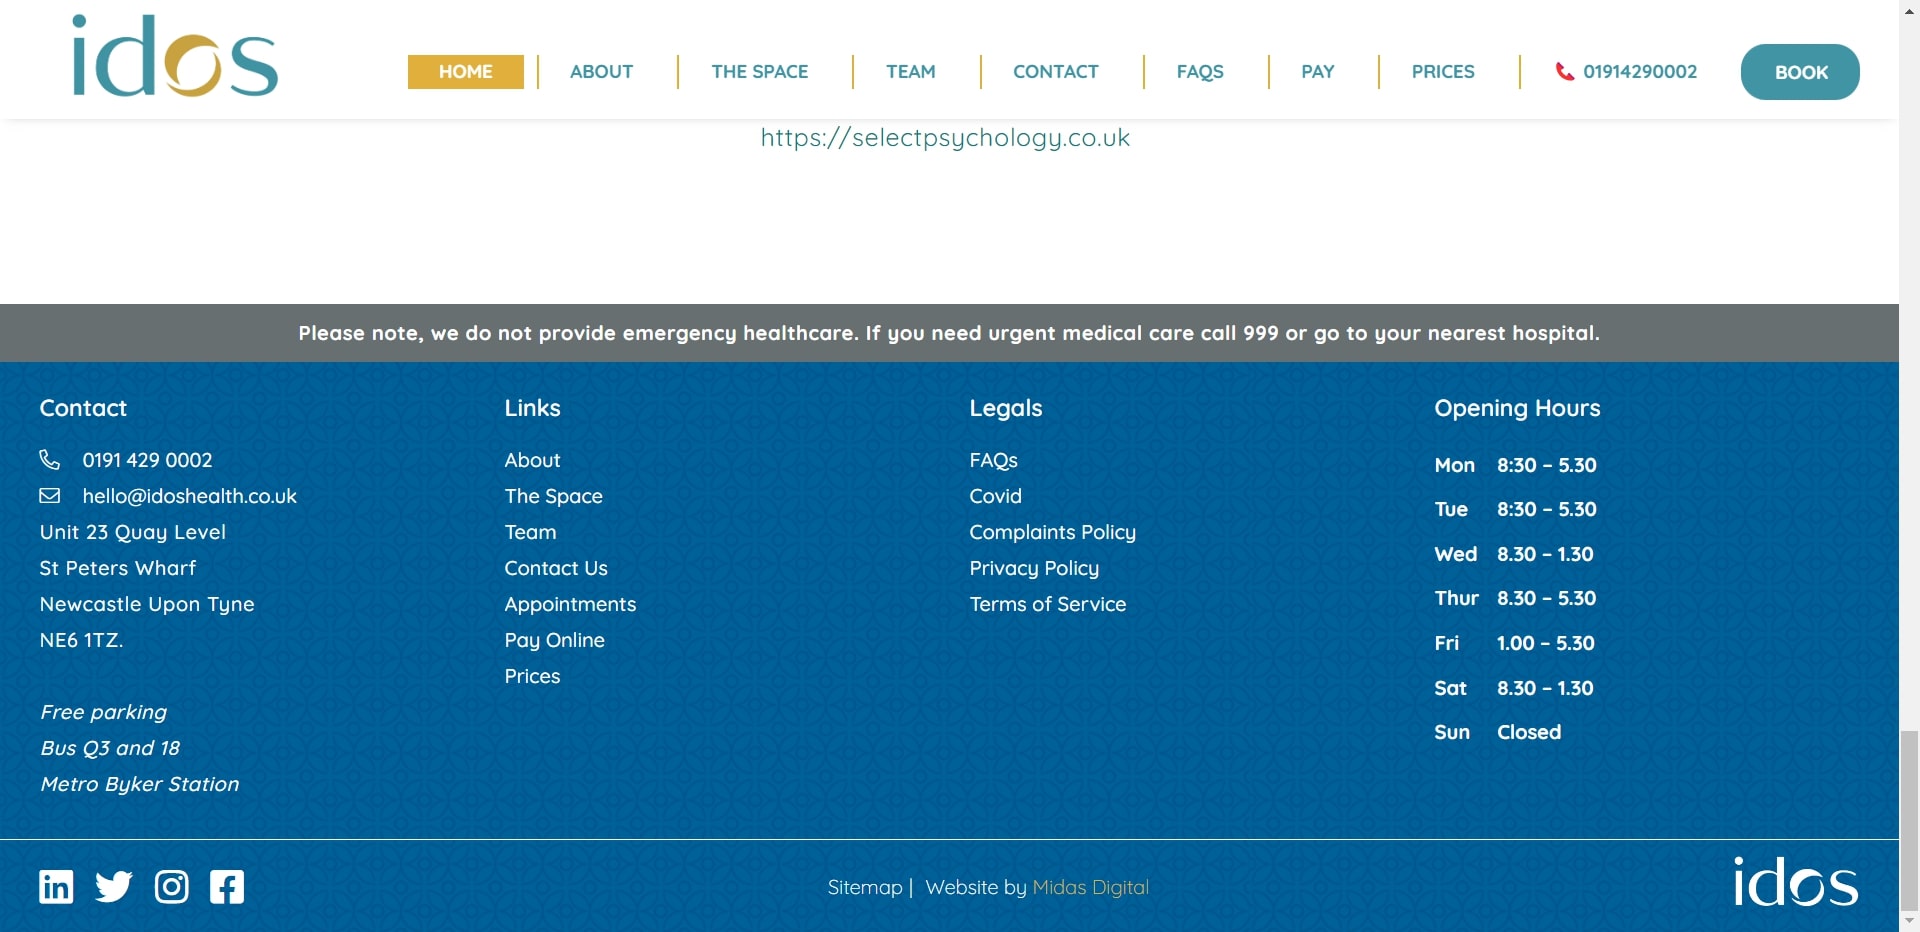 idos
HOME
ABOUT
THE SPACE
TEAM
CONTACT
FAQS
PAY
PRICES
01914290002
BOOK
https://selectpsychology.co.uk
Please note, we do not provide emergency healthcare. If you need urgent medical care call 999 or go to your nearest hospital.
Contact
0191 429 0002
hello@idoshealth.co.uk
Unit 23 Quay Level
St Peters Wharf
Newcastle Upon Tyne
NE6 1TZ.
Free parking
Bus Q3 and 18
Metro Byker Station
Links
About
The Space
Team
Contact Us
Appointments
Pay Online
Prices
Legals
FAQs
Covid
Complaints Policy
Privacy Policy
Terms of Service
Opening Hours
Mon 8:30 – 5.30
Tue 8:30 – 5.30
Wed 8.30 – 1.30
Thur 8.30 – 5.30
Fri 1.00 – 5.30
Sat 8.30 – 1.30
Sun Closed
Sitemap | Website by Midas Digital
idos